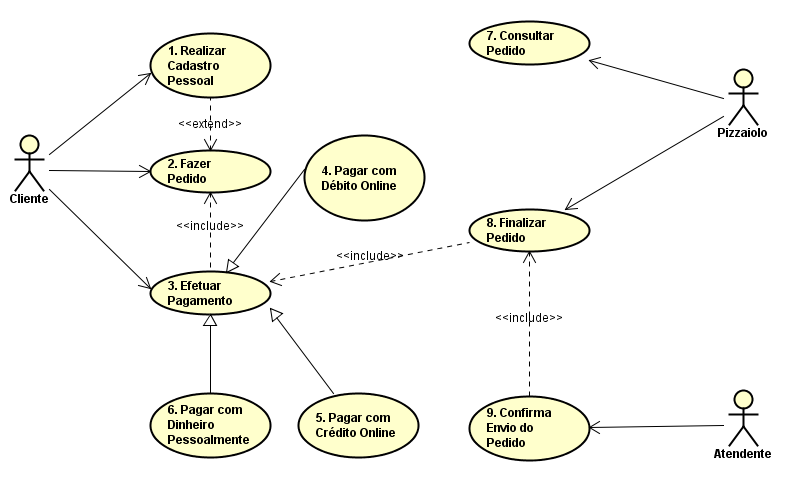 1. Realizar
Cadastro
Pessoal
7. Consultar
Pedido
<<extend>>
Pizzaiolo
2. Fazer
Pedido
4. Pagar com
Débito Online
Cliente
<<include>>
8. Finalizar
Pedido
<<include>>
3. Efetuar
Pagamento
<<include>>
6. Pagar com
Dinheiro
Pessoalmente
5. Pagar com
Crédito Online
9. Confirma
Envio do
Pedido
Atendente